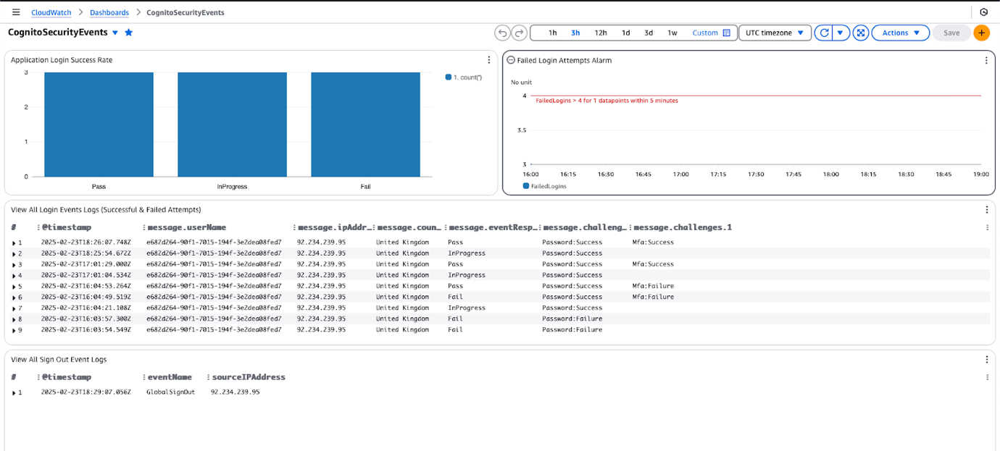 CloudWatch > Dashboards > CognitoSecurityEvents
CognitoSecurityEvents 1h 3h 12h 1d 3d 1w Custom UTC timezone Actions Save
Application Login Success Rate
3
2
1
0
Pass InProgress Fail
1. count(*)
Failed Login Attempts Alarm
No unit
4
FailedLogins > 4 for 1 datapoints within 5 minutes
3.5
3
16:00 16:15 16:30 16:45 17:00 17:15 17:30 17:45 18:00 18:15 18:30 18:45 19:00
FailedLogins
View All Login Events Logs (Successful & Failed Attempts)
# @timestamp message.userName message.ipAddr… message.coun… message.eventResp… message.challeng… message.challenges.1
1 2025-02-23T18:26:07.748Z e682d264-90f1-7015-194f-3e2dea08fed7 92.234.239.95 United Kingdom Pass Password:Success Mfa:Success
2 2025-02-23T18:25:54.672Z e682d264-90f1-7015-194f-3e2dea08fed7 92.234.239.95 United Kingdom InProgress Password:Success
3 2025-02-23T17:01:29.000Z e682d264-90f1-7015-194f-3e2dea08fed7 92.234.239.95 United Kingdom Pass Password:Success Mfa:Success
4 2025-02-23T17:01:04.534Z e682d264-90f1-7015-194f-3e2dea08fed7 92.234.239.95 United Kingdom InProgress Password:Success
5 2025-02-23T16:04:53.264Z e682d264-90f1-7015-194f-3e2dea08fed7 92.234.239.95 United Kingdom Pass Password:Success Mfa:Failure
6 2025-02-23T16:04:49.519Z e682d264-90f1-7015-194f-3e2dea08fed7 92.234.239.95 United Kingdom Fail Password:Success Mfa:Failure
7 2025-02-23T16:04:21.108Z e682d264-90f1-7015-194f-3e2dea08fed7 92.234.239.95 United Kingdom InProgress Password:Success
8 2025-02-23T16:03:57.300Z e682d264-90f1-7015-194f-3e2dea08fed7 92.234.239.95 United Kingdom Fail Password:Failure
9 2025-02-23T16:03:54.549Z e682d264-90f1-7015-194f-3e2dea08fed7 92.234.239.95 United Kingdom Fail Password:Failure
View All Sign Out Event Logs
# @timestamp eventName sourceIPAddress
1 2025-02-23T18:29:07.056Z GlobalSignOut 92.234.239.95